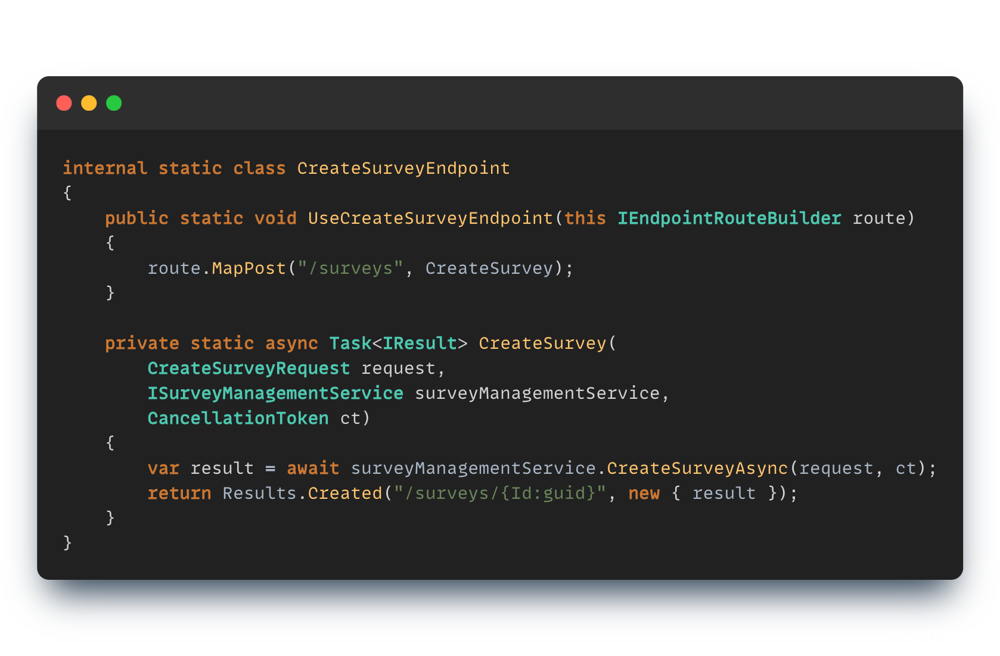 internal static class CreateSurveyEndpoint
{
    public static void UseCreateSurveyEndpoint(this IEndpointRouteBuilder route)
    {
        route.MapPost("/surveys", CreateSurvey);
    }

    private static async Task<IResult> CreateSurvey(
        CreateSurveyRequest request,
        ISurveyManagementService surveyManagementService,
        CancellationToken ct)
    {
        var result = await surveyManagementService.CreateSurveyAsync(request, ct);
        return Results.Created("/surveys/{Id:guid}", new { result });
    }
}